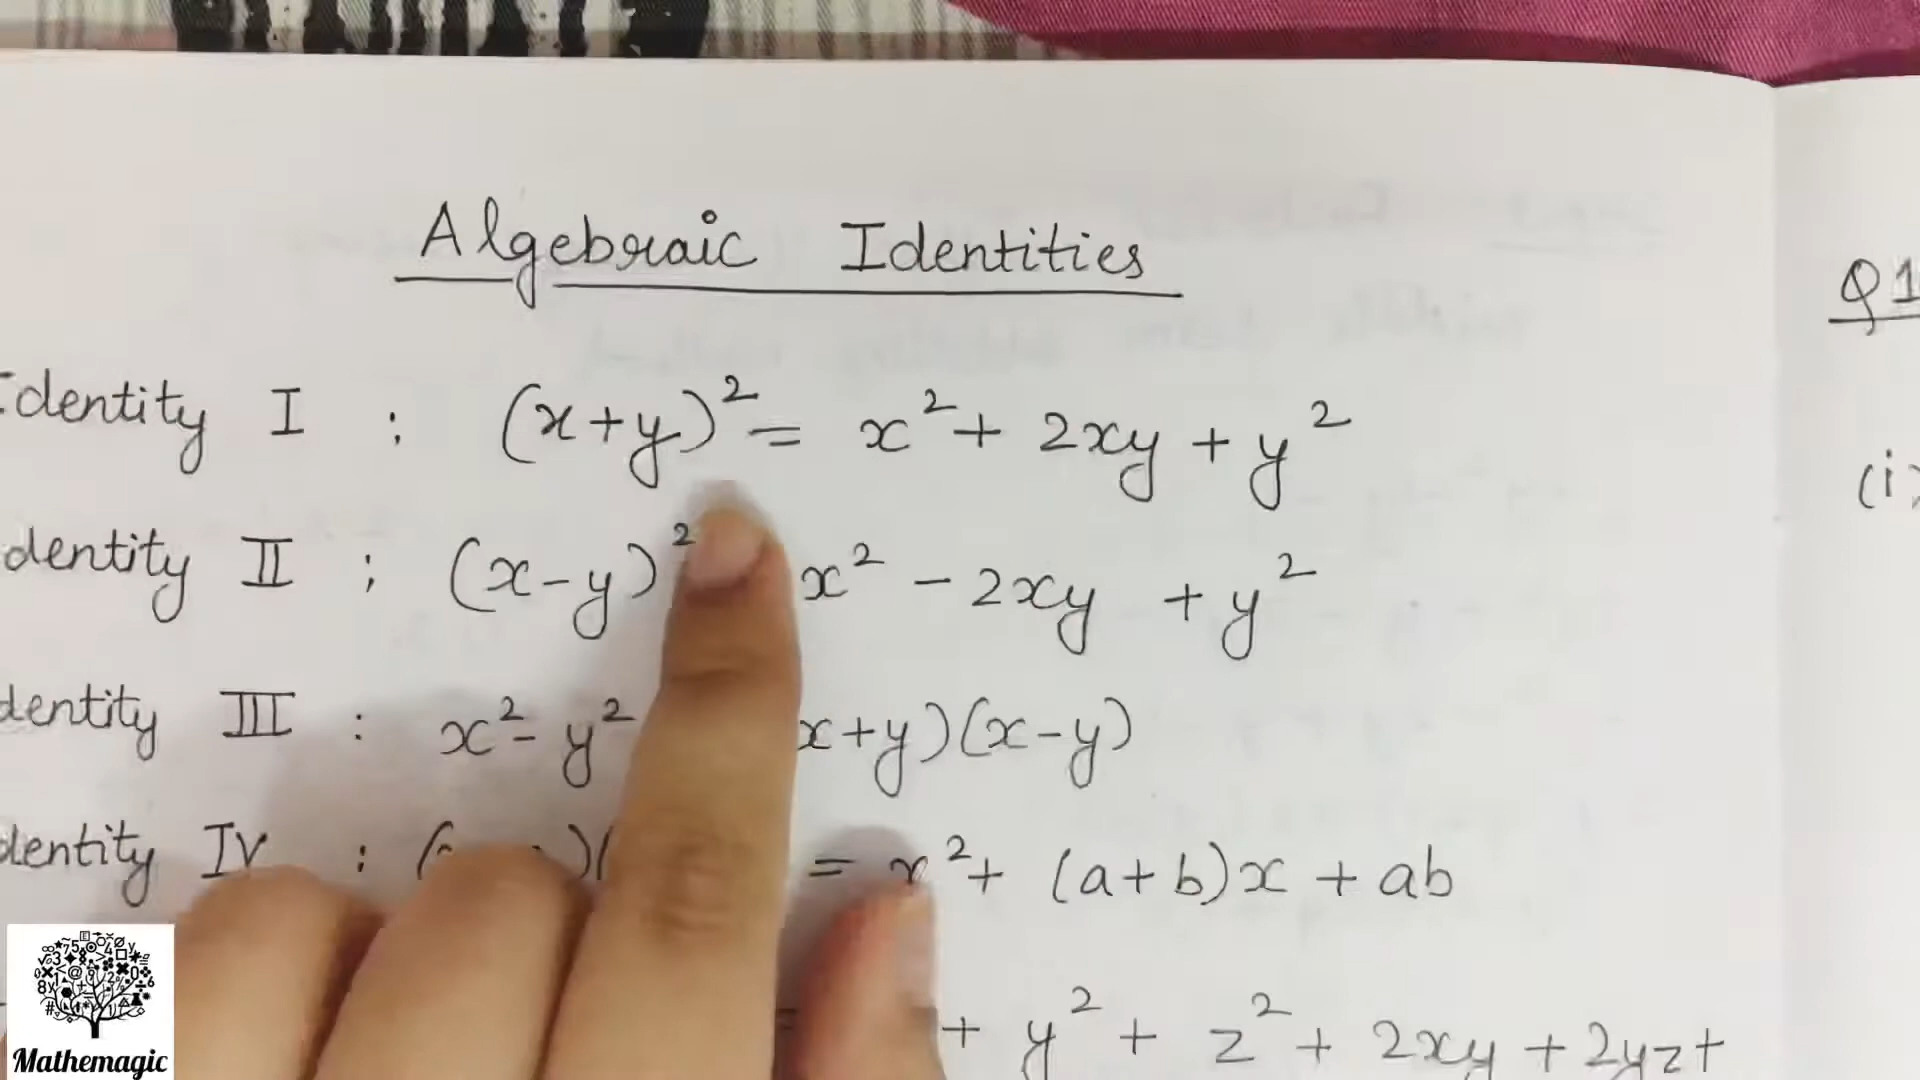 Algebraic Identities
Identity I : (x+y)² = x² + 2xy + y²
dentity II ; (x-y)² x² - 2xy + y²
dentity III : x² - y² x+y)(x-y)
dentity IV : ( )( = x² + (a+b)x + ab
= + y² + z² + 2xy + 2yz +
Q1
(i)
Mathemagic